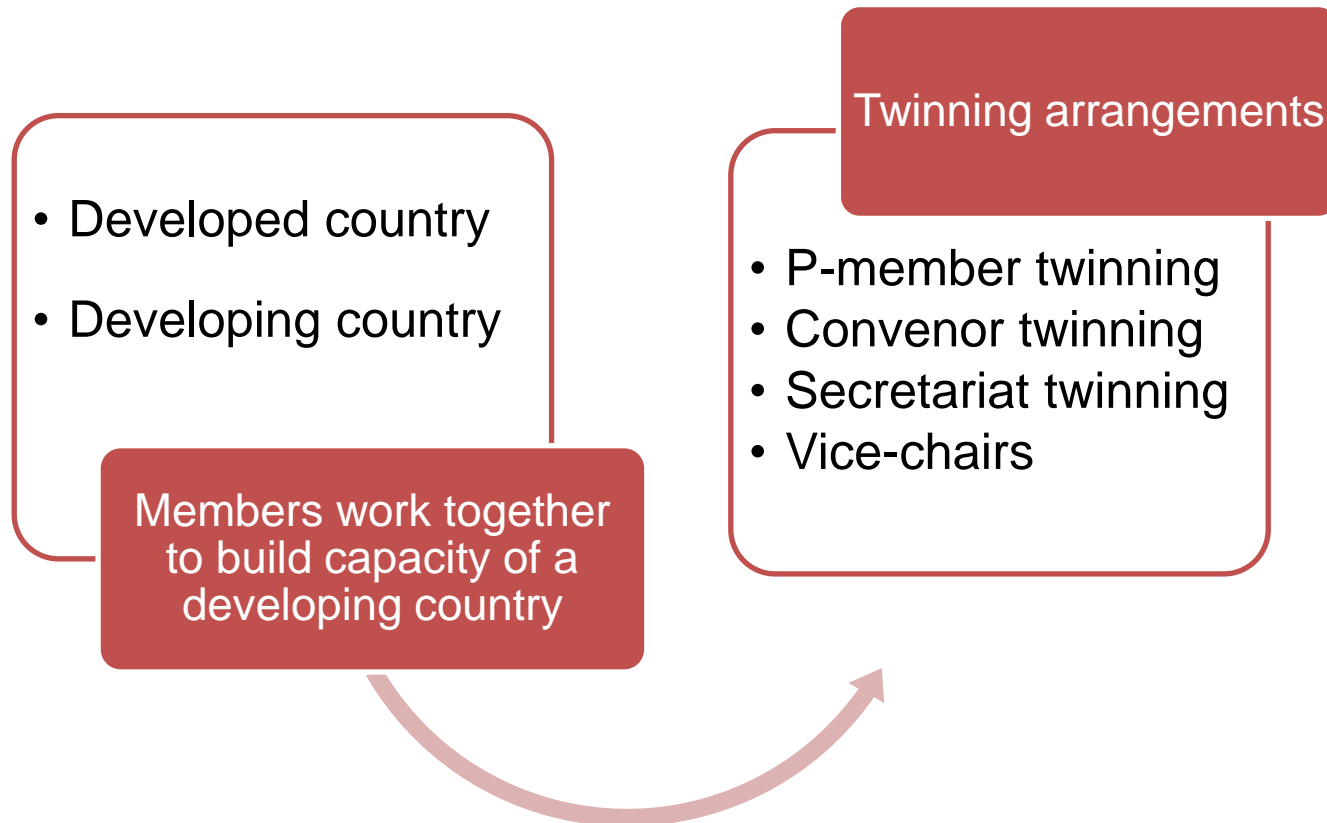 • Developed country
• Developing country
Members work together
to build capacity of a
developing country
Twinning arrangements
• P-member twinning
• Convenor twinning
• Secretariat twinning
• Vice-chairs